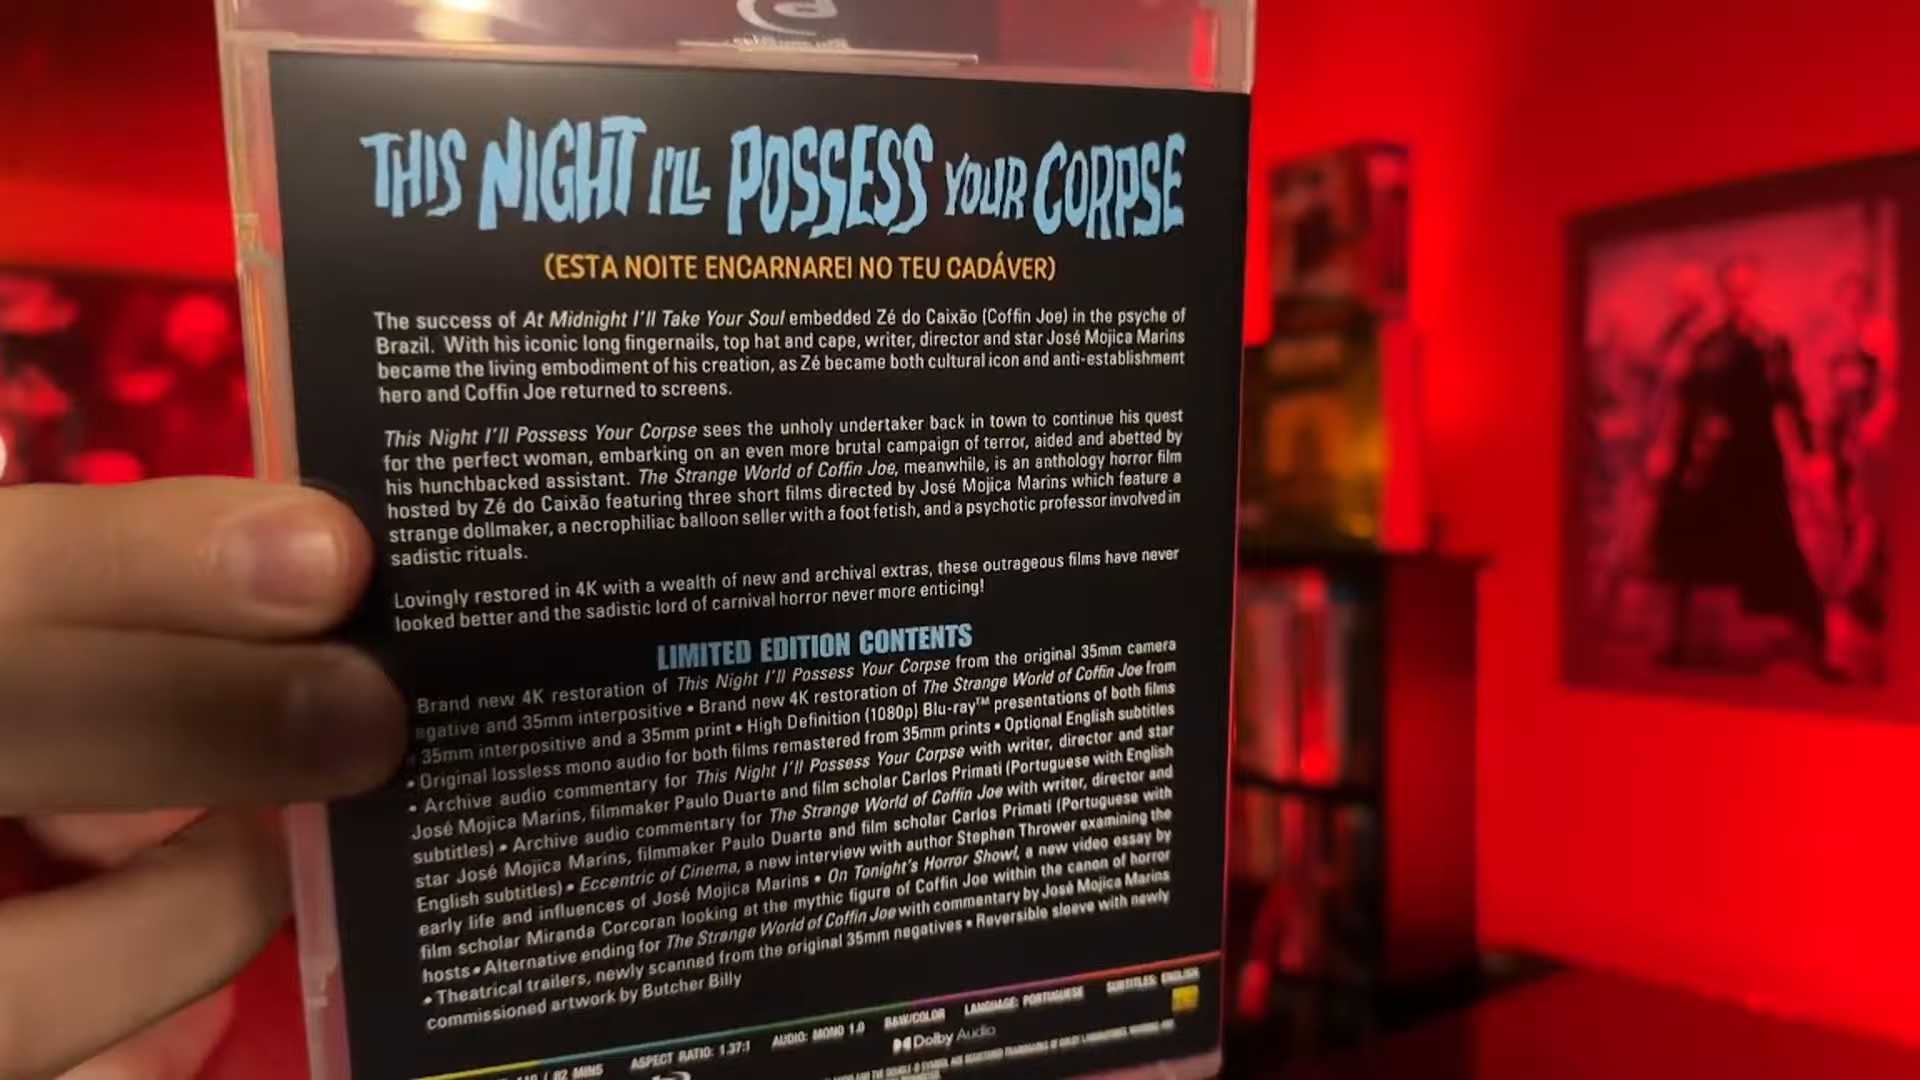 THIS NIGHT I'LL POSSESS YOUR CORPSE
(ESTA NOITE ENCARNAREI NO TEU CADÁVER)
The success of At Midnight I'll Take Your Soul embedded Zé do Caixão (Coffin Joe) in the psyche of
Brazil. With his iconic long fingernails, top hat and cape, writer, director and star José Mojica Marins
became the living embodiment of his creation, as Zé became both cultural icon and anti-establishment
hero and Coffin Joe returned to screens.
This Night I'll Possess Your Corpse sees the unholy undertaker back in town to continue his quest
for the perfect woman, embarking on an even more brutal campaign of terror, aided and abetted by
his hunchbacked assistant. The Strange World of Coffin Joe, meanwhile, is an anthology horror film
hosted by Zé do Caixão featuring three short films directed by José Mojica Marins which feature a
strange dollmaker, a necrophiliac balloon seller with a foot fetish, and a psychotic professor involved in
sadistic rituals.
Lovingly restored in 4K with a wealth of new and archival extras, these outrageous films have never
looked better and the sadistic lord of carnival horror never more enticing!
LIMITED EDITION CONTENTS
Brand new 4K restoration of This Night I'll Possess Your Corpse from the original 35mm camera
and 35mm interpositive • Brand new 4K restoration of The Strange World of Coffin Joe from
35mm interpositive and a 35mm print • High Definition (1080p) Blu-ray™ presentations of both films
• Original lossless mono audio for both films remastered from 35mm prints • Optional English subtitles
• Archive audio commentary for This Night I'll Possess Your Corpse with writer, director and star
José Mojica Marins, filmmaker Paulo Duarte and film scholar Carlos Primati (Portuguese with English
subtitles) • Archive audio commentary for The Strange World of Coffin Joe with writer, director and
star José Mojica Marins, filmmaker Paulo Duarte and film scholar Carlos Primati (Portuguese with
English subtitles) • Eccentric of Cinema, a new interview with author Stephen Thrower examining the
early life and influences of José Mojica Marins • On Tonight's Horror Show!, a new video essay by
film scholar Miranda Corcoran looking at the mythic figure of Coffin Joe within the canon of horror
hosts • Alternative ending for The Strange World of Coffin Joe with commentary by José Mojica Marins
• Theatrical trailers, newly scanned from the original 35mm negatives • Reversible sleeve with newly
commissioned artwork by Butcher Billy
/ 82 MINS ASPECT RATIO: 1.37:1 AUDIO: MONO 1.0 B&W/COLOR LANGUAGE: PORTUGUESE SUBTITLES: ENGLISH
Dolby Audio